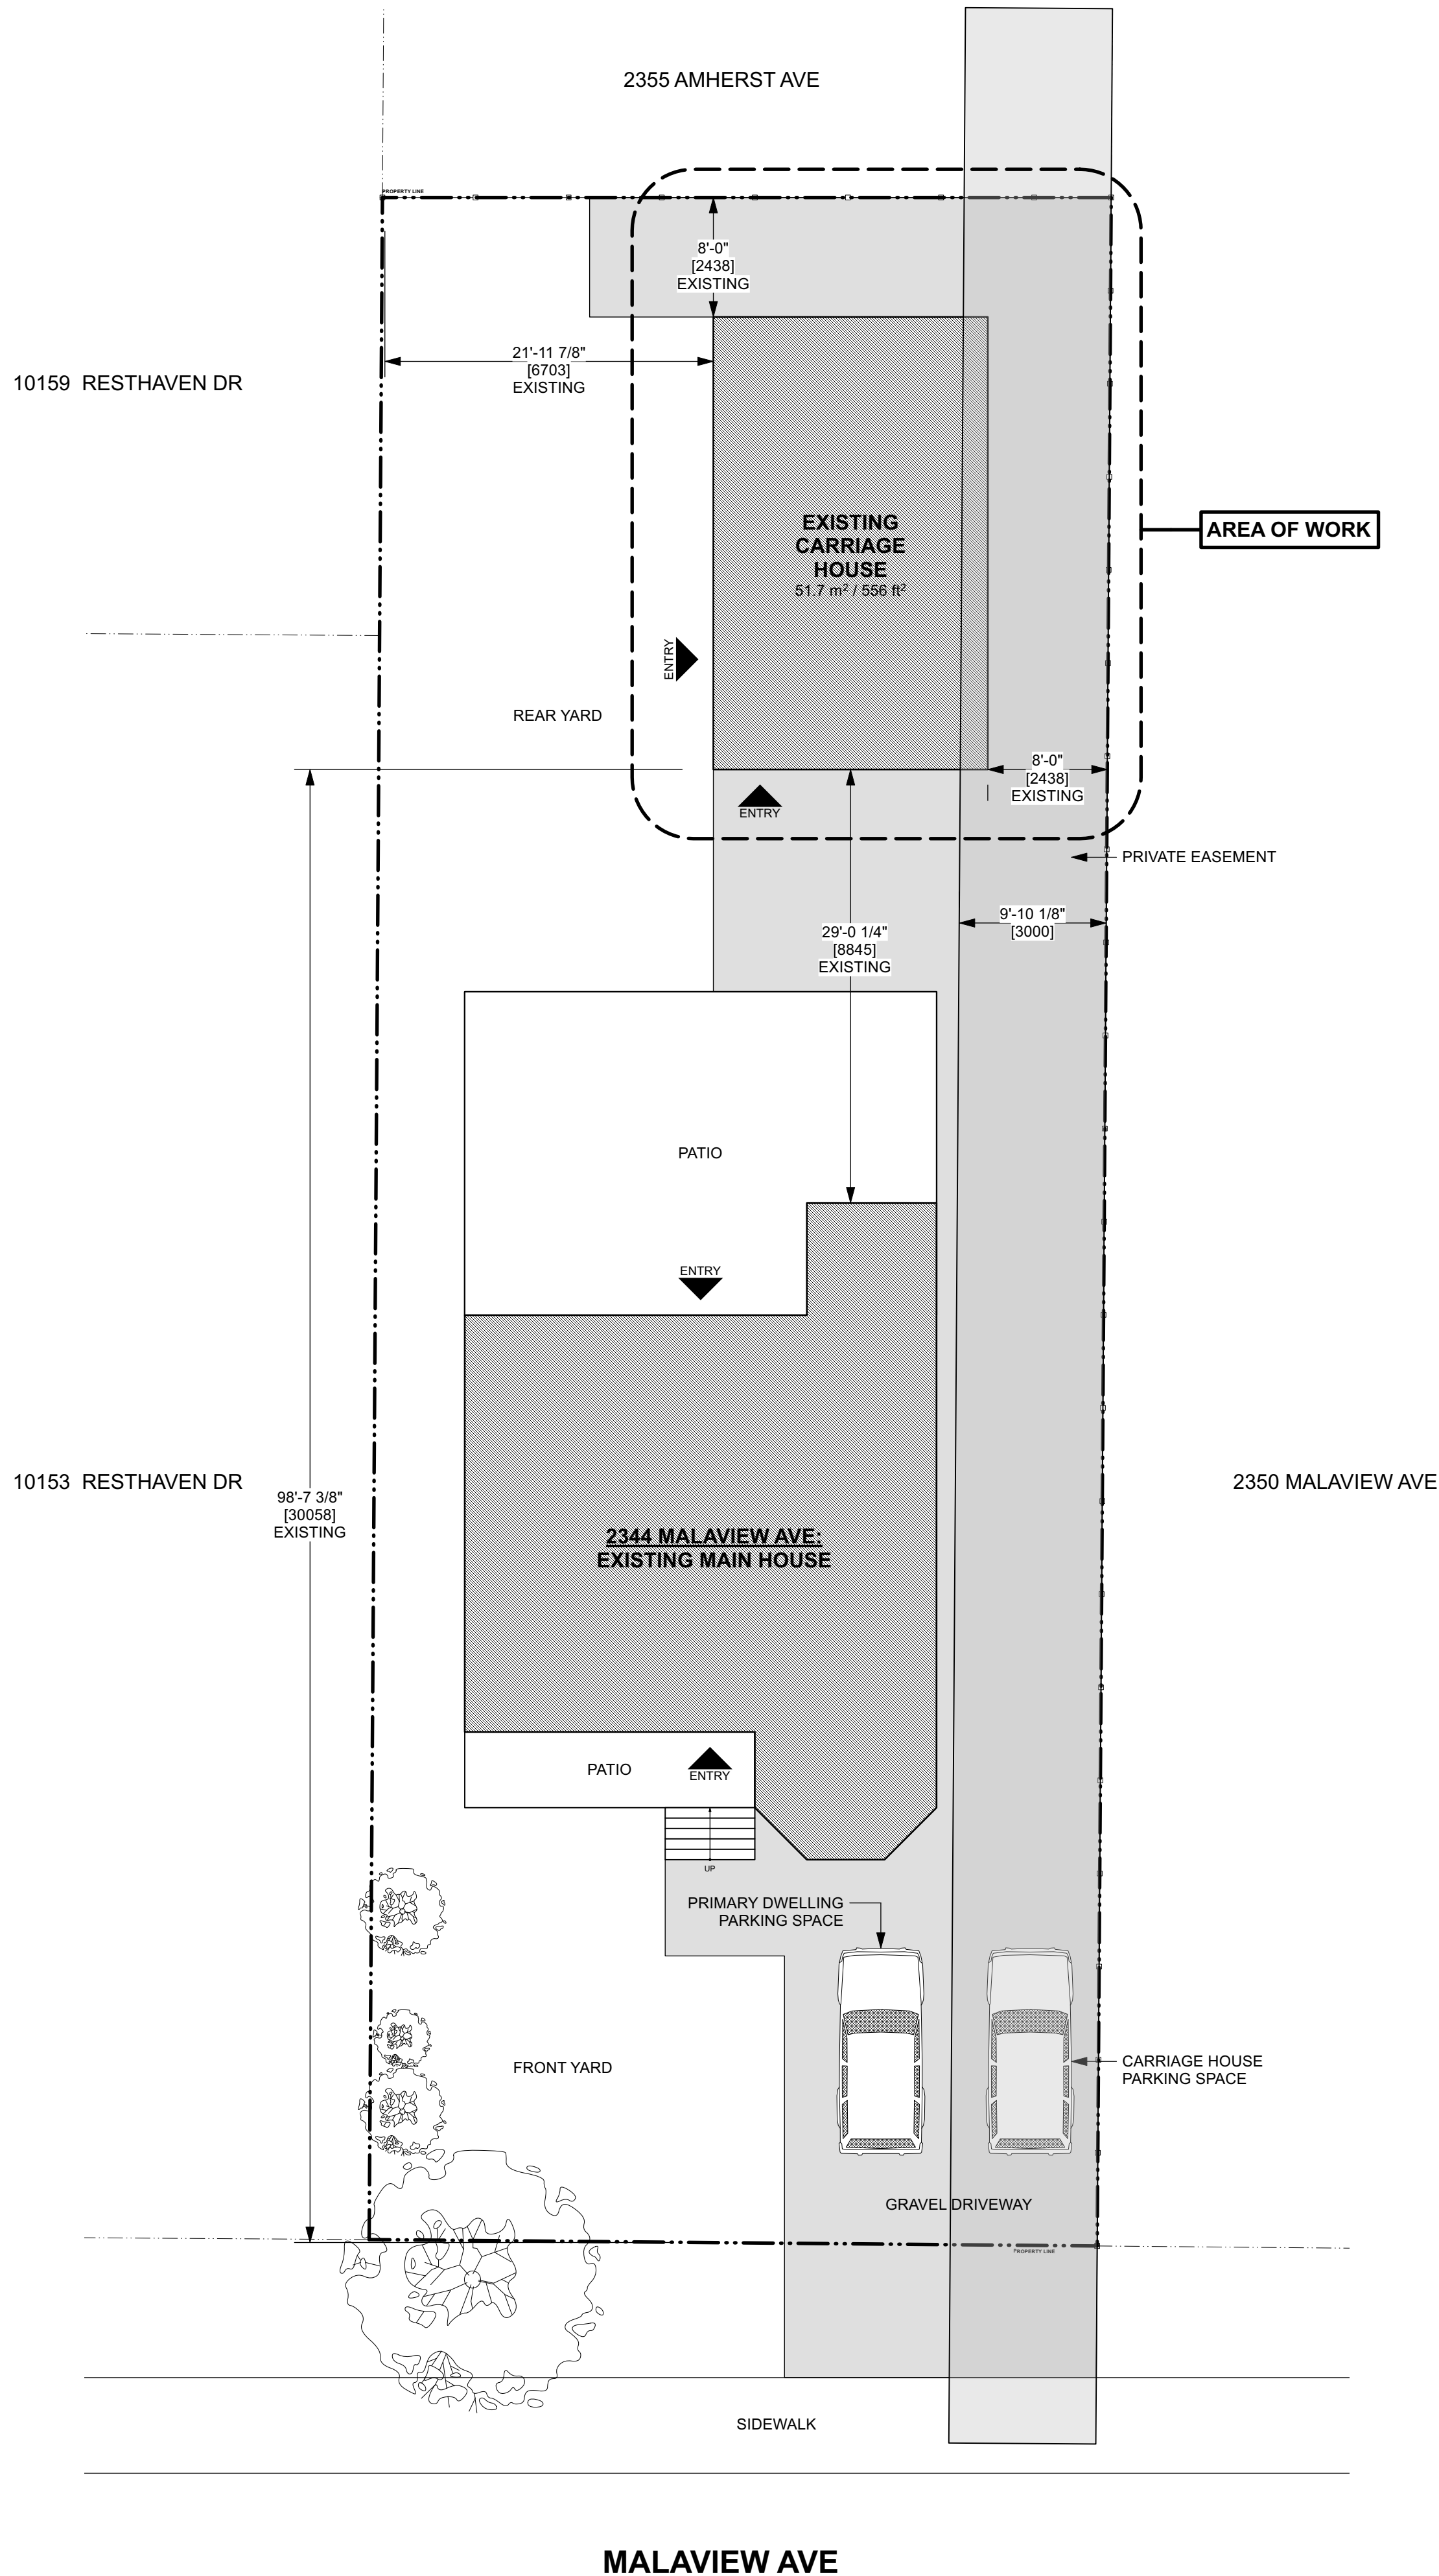 2355 AMHERST AVE
PROPERTY LINE
8'-0"
[2438]
EXISTING
21'-11 7/8"
[6703]
EXISTING
10159 RESTHAVEN DR
EXISTING
CARRIAGE
HOUSE
51.7 m² / 556 ft²
AREA OF WORK
ENTRY
REAR YARD
8'-0"
[2438]
EXISTING
ENTRY
PRIVATE EASEMENT
9'-10 1/8"
[3000]
29'-0 1/4"
[8845]
EXISTING
PATIO
ENTRY
10153 RESTHAVEN DR
2350 MALAVIEW AVE
98'-7 3/8"
[30058]
EXISTING
2344 MALAVIEW AVE:
EXISTING MAIN HOUSE
PATIO
ENTRY
UP
PRIMARY DWELLING
PARKING SPACE
FRONT YARD
CARRIAGE HOUSE
PARKING SPACE
GRAVEL DRIVEWAY
PROPERTY LINE
SIDEWALK
MALAVIEW AVE